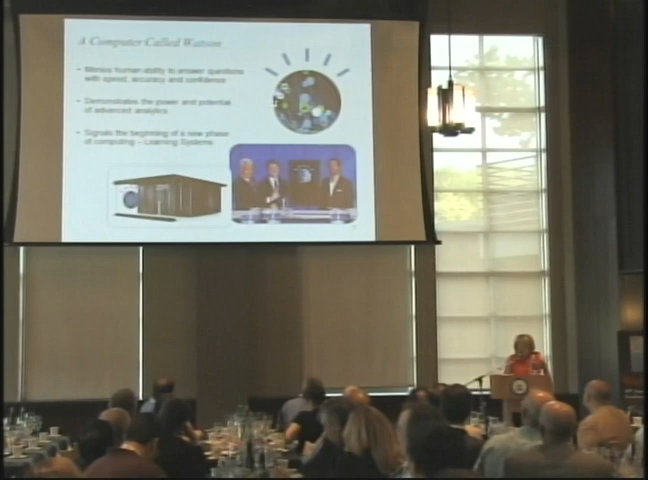 A Computer Called Watson
• Mimics human ability to answer questions
with speed, accuracy and confidence
• Demonstrates the power and potential
of advanced analytics
• Signals the beginning of a new phase
of computing – Learning Systems